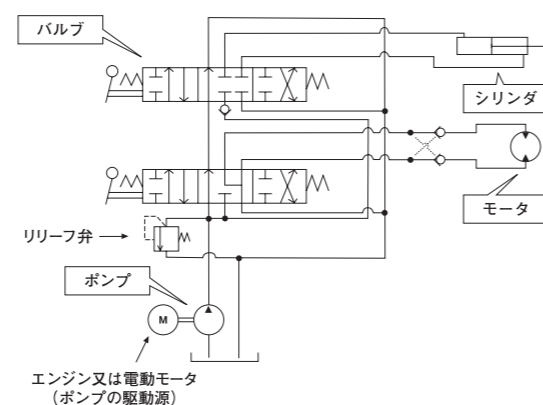 バルブ
シリンダ
モータ
リリーフ弁
ポンプ
M
エンジン又は電動モータ
（ポンプの駆動源）